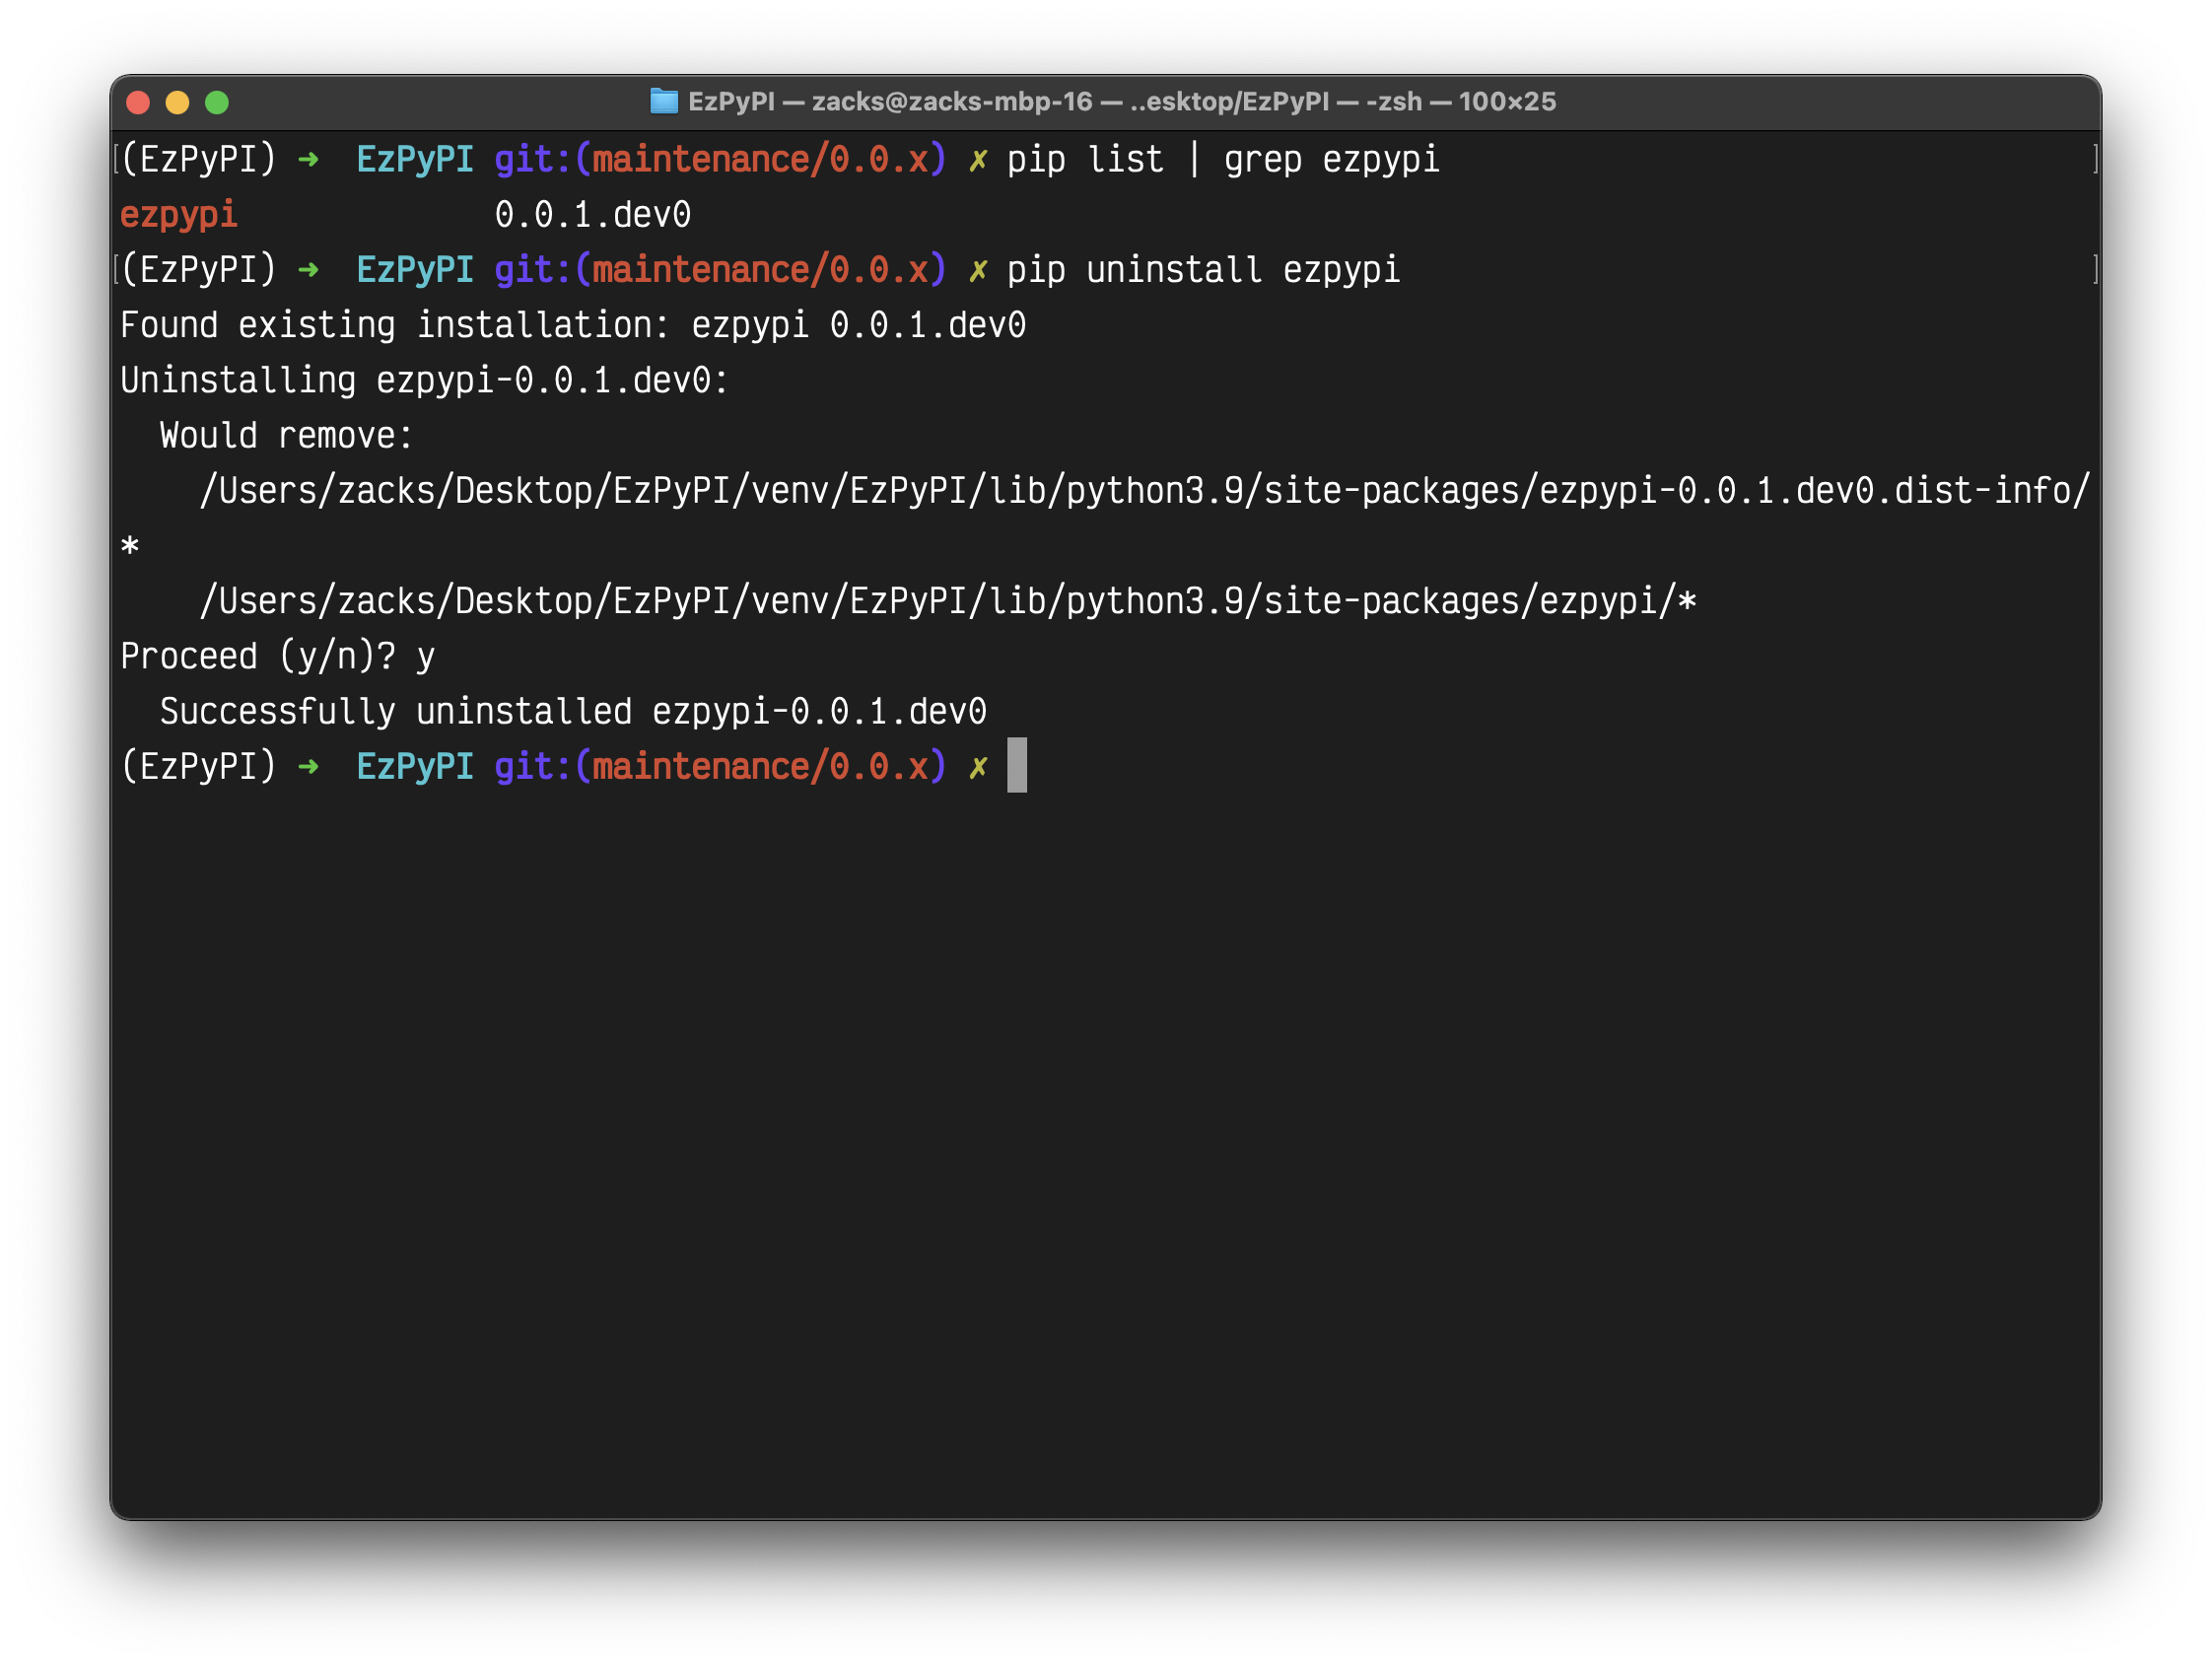 EzPyPI — zacks@zacks-mbp-16 — ..esktop/EzPyPI — -zsh — 100×25
[(EzPyPI) ➜  EzPyPI git:(maintenance/0.0.x) ✗ pip list | grep ezpypi ]
ezpypi             0.0.1.dev0
[(EzPyPI) ➜  EzPyPI git:(maintenance/0.0.x) ✗ pip uninstall ezpypi ]
Found existing installation: ezpypi 0.0.1.dev0
Uninstalling ezpypi-0.0.1.dev0:
  Would remove:
    /Users/zacks/Desktop/EzPyPI/venv/EzPyPI/lib/python3.9/site-packages/ezpypi-0.0.1.dev0.dist-info/
*
    /Users/zacks/Desktop/EzPyPI/venv/EzPyPI/lib/python3.9/site-packages/ezpypi/*
Proceed (y/n)? y
  Successfully uninstalled ezpypi-0.0.1.dev0
(EzPyPI) ➜  EzPyPI git:(maintenance/0.0.x) ✗